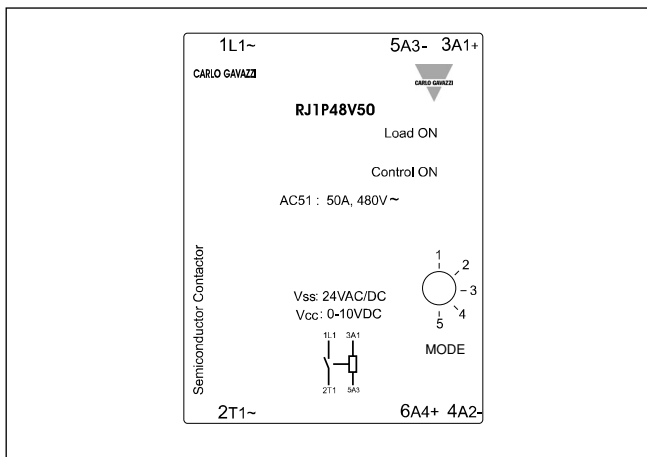 1L1~ 5A3- 3A1+
CARLO GAVAZZI CARLO GAVAZZI
RJ1P48V50
Load ON
Control ON
AC51 : 50A, 480V~
Semiconductor Contactor
1
2
3
4
5
MODE
Vss: 24VAC/DC
Vcc: 0-10VDC
1L1 3A1
2T1 5A3
2T1~ 6A4+ 4A2-